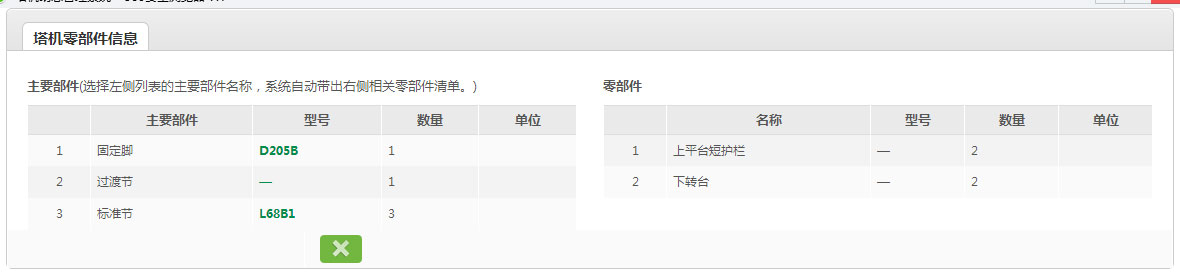 塔机零部件信息
主要部件(选择左侧列表的主要部件名称，系统自动带出右侧相关零部件清单。)
主要部件 型号 数量 单位
1 固定脚 D205B 1
2 过渡节 — 1
3 标准节 L68B1 3
零部件
名称 型号 数量 单位
1 上平台短护栏 — 2
2 下转台 — 2